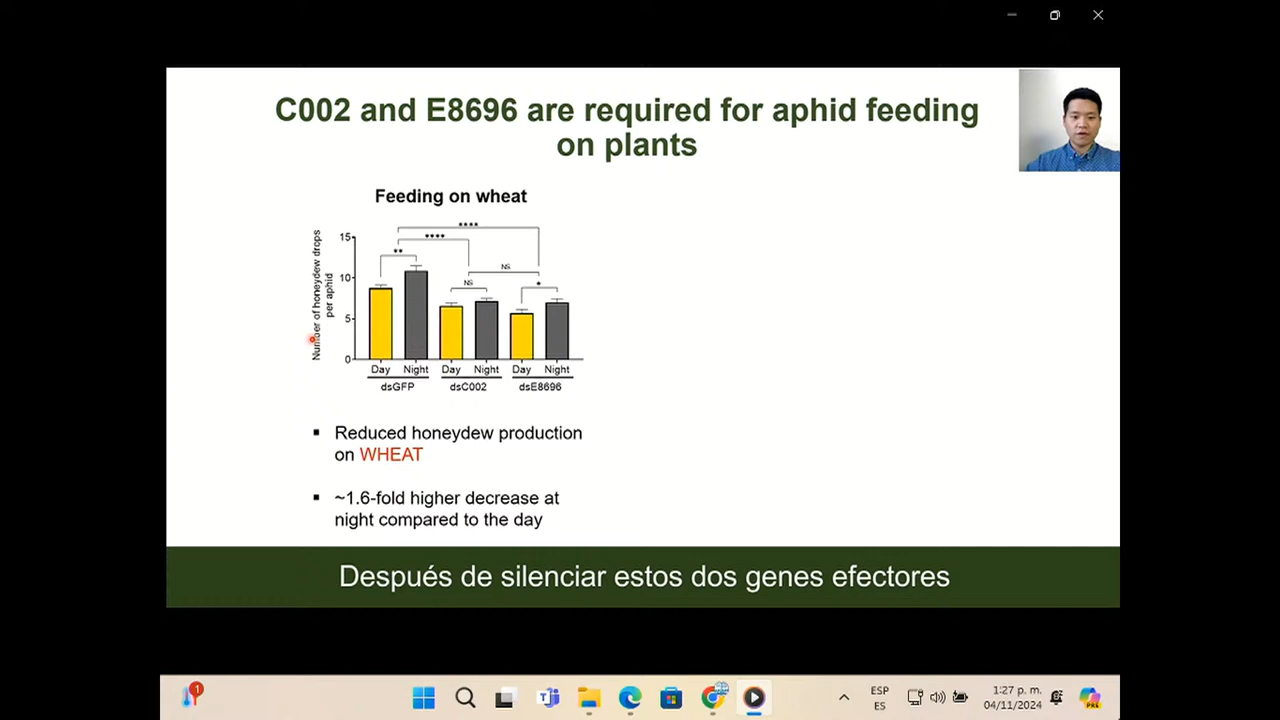 C002 and E8696 are required for aphid feeding
on plants
Feeding on wheat
Number of honeydew drops
per aphid
15
10
5
0
**
****
****
NS
NS
*
Day Night Day Night Day Night
dsGFP dsC002 dsE8696
▪ Reduced honeydew production
on WHEAT
▪ ~1.6-fold higher decrease at
night compared to the day
Después de silenciar estos dos genes efectores
1
ESP
ES
1:27 p. m.
04/11/2024
PRE